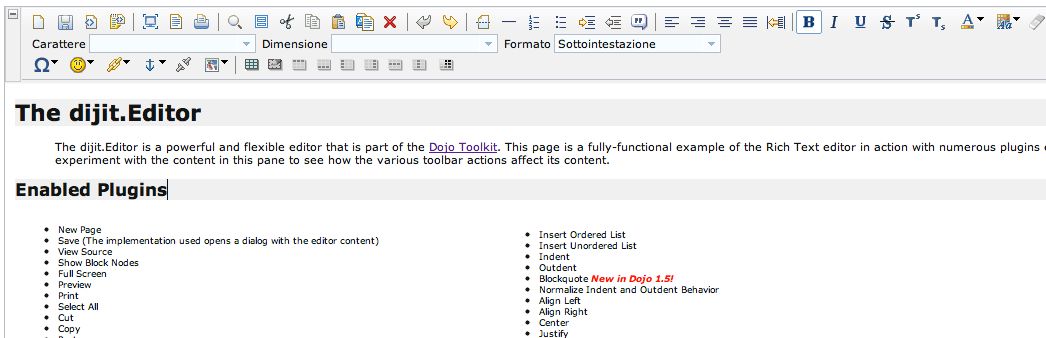 B I U S T^s T_s A
Carattere Dimensione Formato Sottointestazione
Ω
The dijit.Editor
The dijit.Editor is a powerful and flexible editor that is part of the Dojo Toolkit. This page is a fully-functional example of the Rich Text editor in action with numerous plugins
experiment with the content in this pane to see how the various toolbar actions affect its content.
Enabled Plugins
New Page
Save (The implementation used opens a dialog with the editor content)
View Source
Show Block Nodes
Full Screen
Preview
Print
Select All
Cut
Copy
Insert Ordered List
Insert Unordered List
Indent
Outdent
Blockquote New in Dojo 1.5!
Normalize Indent and Outdent Behavior
Align Left
Align Right
Center
Justify